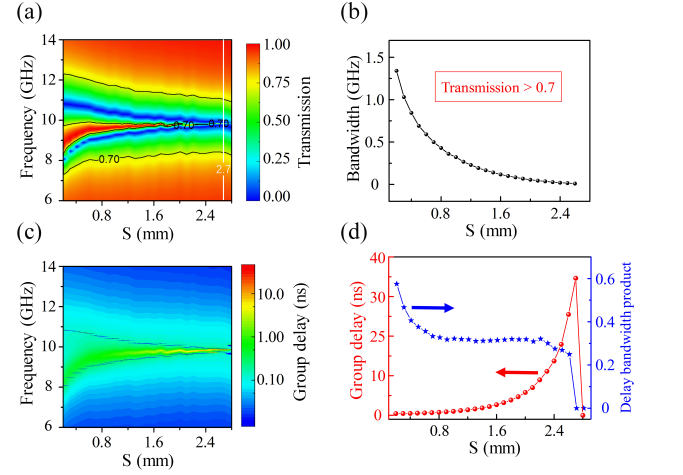 (a)
14
12
10
8
6
Frequency (GHz)
0.70
0.70
0.70
2.7
0.8
1.6
2.4
S (mm)
1.00
0.75
0.50
0.25
0.00
Transmission
(b)
1.5
1.0
0.5
0
Bandwidth (GHz)
Transmission > 0.7
0.8
1.6
2.4
S (mm)
(c)
14
12
10
8
6
Frequency (GHz)
0.8
1.6
2.4
S (mm)
10.0
1.00
0.10
Group delay (ns)
(d)
40
30
25
10
0
Group delay (ns)
0.6
0.4
0.2
0
Delay bandwidth product
0.8
1.6
2.4
S (mm)